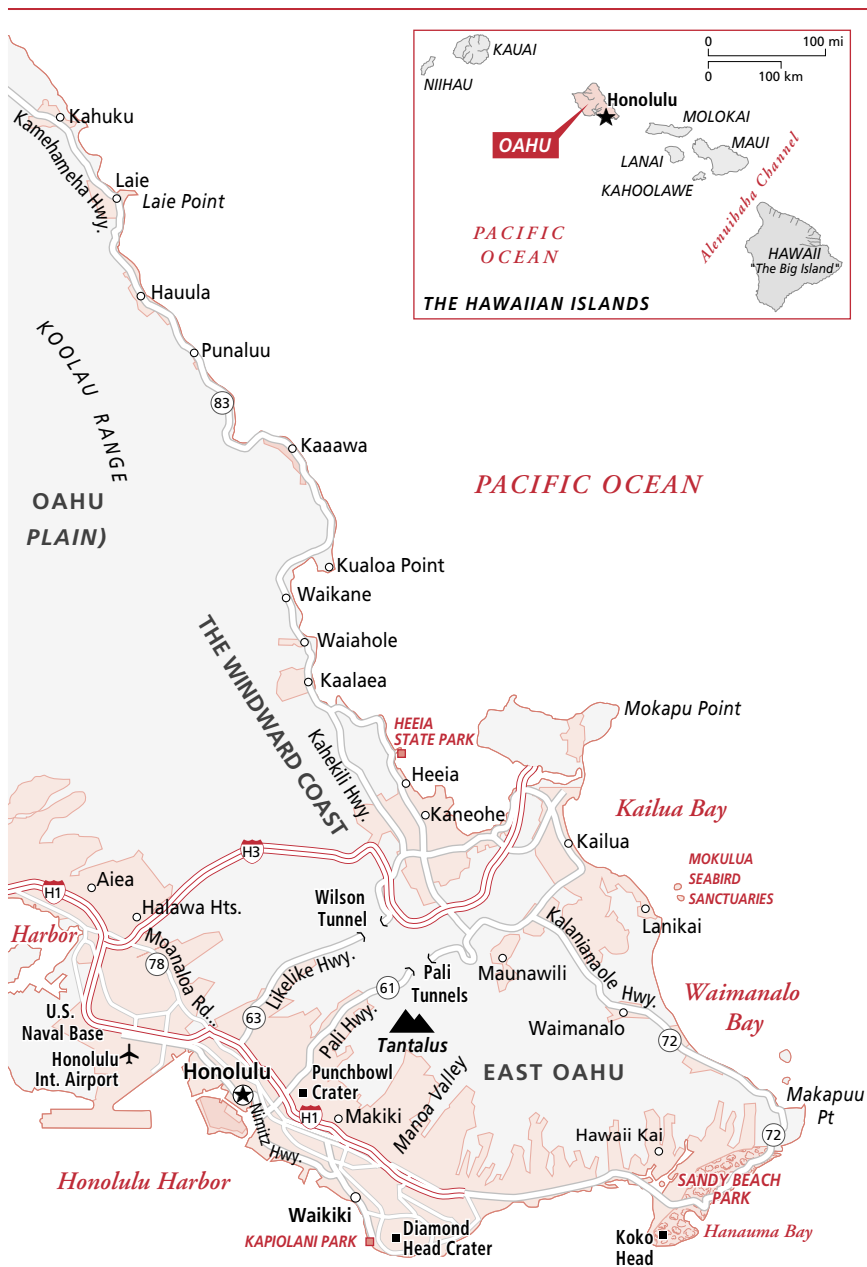 KAUAI
NIIHAU
0 100 mi
0 100 km
Honolulu
OAHU
MOLOKAI
MAUI
LANAI
KAHOOLAWE
Alenuihaha Channel
PACIFIC
OCEAN
HAWAII
"The Big Island"
THE HAWAIIAN ISLANDS
Kahuku
Kamehameha Hwy.
Laie
Laie Point
Hauula
Punaluu
KOOLAU RANGE
83
Kaaawa
OAHU
PLAIN)
PACIFIC OCEAN
Kualoa Point
Waikane
Waiahole
THE WINDWARD COAST
Kaalaea
Mokapu Point
HEEIA
STATE PARK
Kahekili Hwy.
Heeia
Kaneohe
Kailua Bay
Kailua
H3
MOKULUA
SEABIRD
SANCTUARIES
Aiea
H1
Halawa Hts.
Wilson
Tunnel
Lanikai
Harbor
Moanaloa Rd...
78
Likelike Hwy.
Kalanianaole Hwy.
Maunawili
Pali
Tunnels
61
63
Pali Hwy.
Waimanalo
Bay
U.S.
Naval Base
Waimanalo
72
Tantalus
Honolulu
Int. Airport
Honolulu
Punchbowl
Crater
EAST OAHU
Manoa Valley
Makapuu
Pt
H1
Makiki
Nimitz Hwy.
Hawaii Kai
72
Honolulu Harbor
SANDY BEACH
PARK
Waikiki
KAPIOLANI PARK
Diamond
Head Crater
Koko
Head
Hanauma Bay